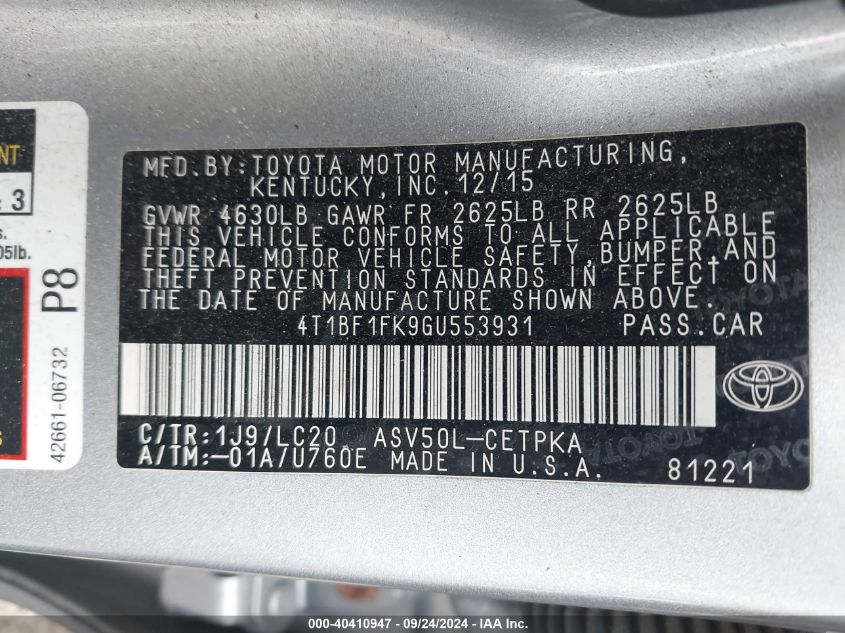 NT
: 3
s.
05lb.
P8
42661-06732
s
MFD.BY:TOYOTA MOTOR MANUFACTURING,
KENTUCKY,INC.12/15
GVWR 4630LB GAWR FR 2625LB RR 2625LB
THIS VEHICLE CONFORMS TO ALL APPLICABLE
FEDERAL MOTOR VEHICLE SAFETY,BUMPER,AND
THEFT PREVENTION STANDARDS IN EFFECT ON
THE DATE OF MANUFACTURE SHOWN ABOVE.
4T1BF1FK9GU553931 PASS.CAR
C/TR:1J9/LC20 ASV50L-CETPKA
A/TM:-01A/U760E MADE IN U.S.A. 81221
000-40410947 - 09/24/2024 - IAA Inc.